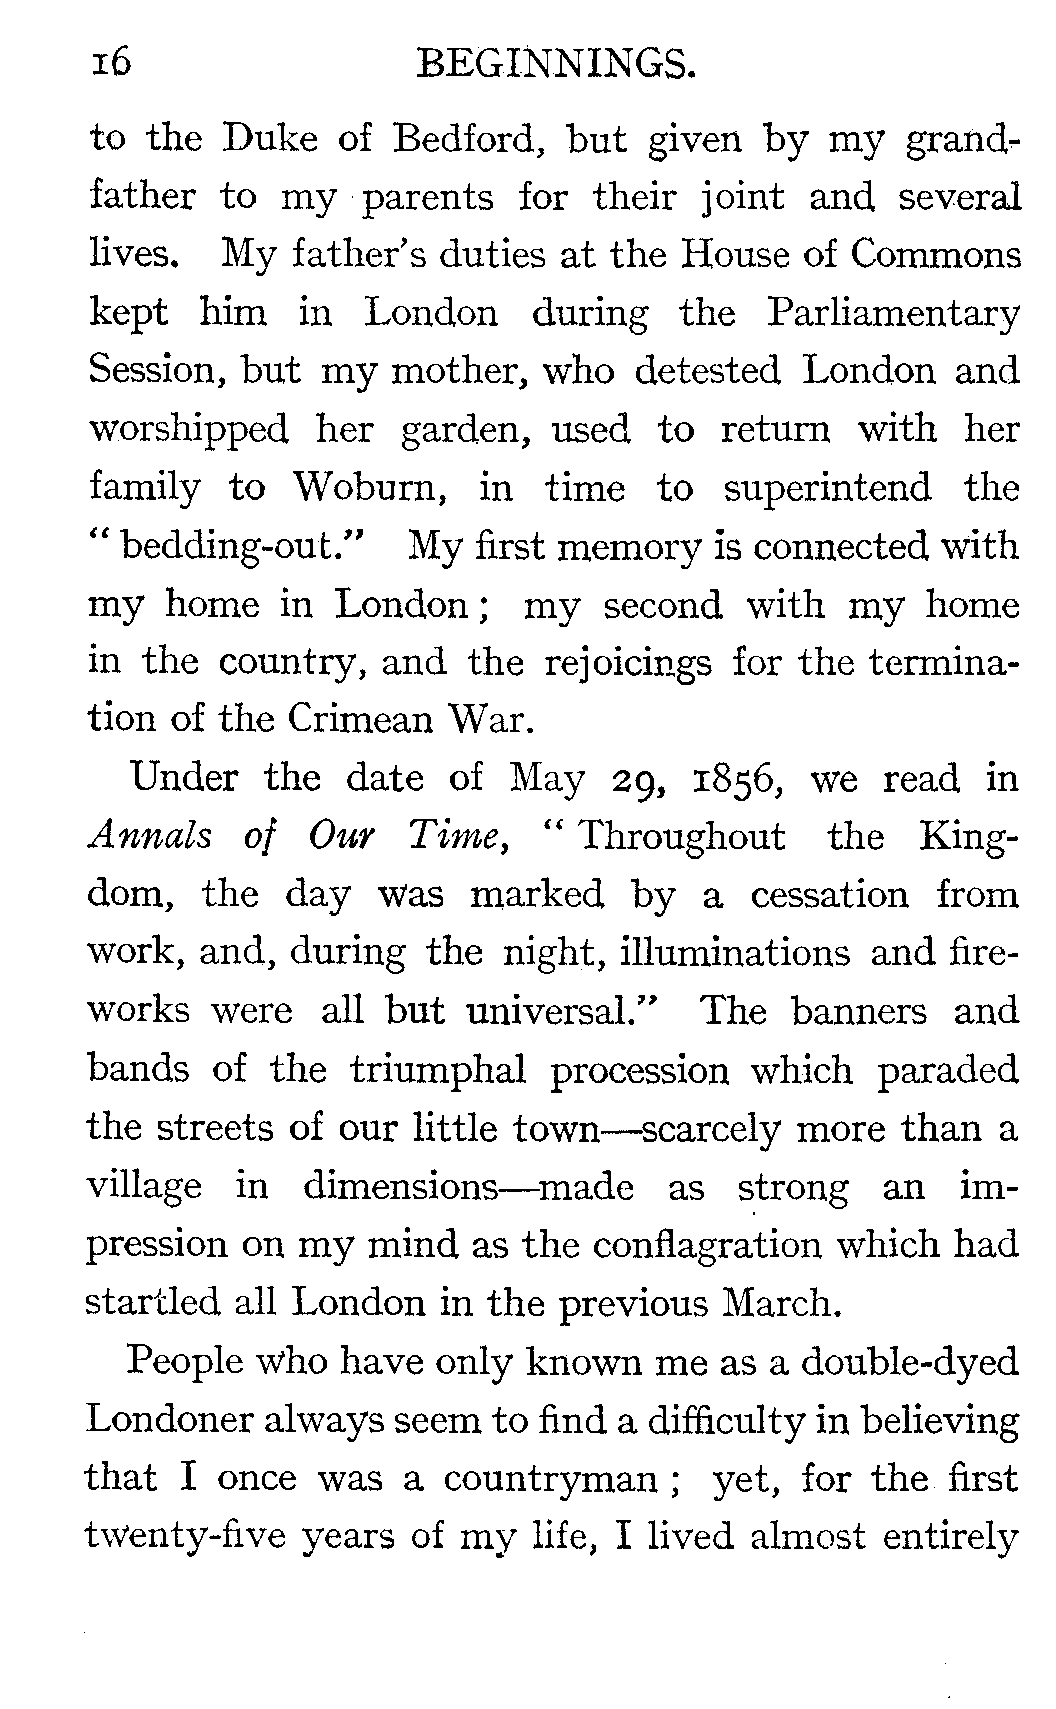 16 BEGINNINGS.
to the Duke of Bedford, but given by my grand-
father to my parents for their joint and several
lives. My father's duties at the House of Commons
kept him in London during the Parliamentary
Session, but my mother, who detested London and
worshipped her garden, used to return with her
family to Woburn, in time to superintend the
“ bedding-out.” My first memory is connected with
my home in London ; my second with my home
in the country, and the rejoicings for the termina-
tion of the Crimean War.
Under the date of May 29, 1856, we read in
Annals of Our Time, “ Throughout the King-
dom, the day was marked by a cessation from
work, and, during the night, illuminations and fire-
works were all but universal.” The banners and
bands of the triumphal procession which paraded
the streets of our little town—scarcely more than a
village in dimensions—made as strong an im-
pression on my mind as the conflagration which had
startled all London in the previous March.
People who have only known me as a double-dyed
Londoner always seem to find a difficulty in believing
that I once was a countryman ; yet, for the first
twenty-five years of my life, I lived almost entirely